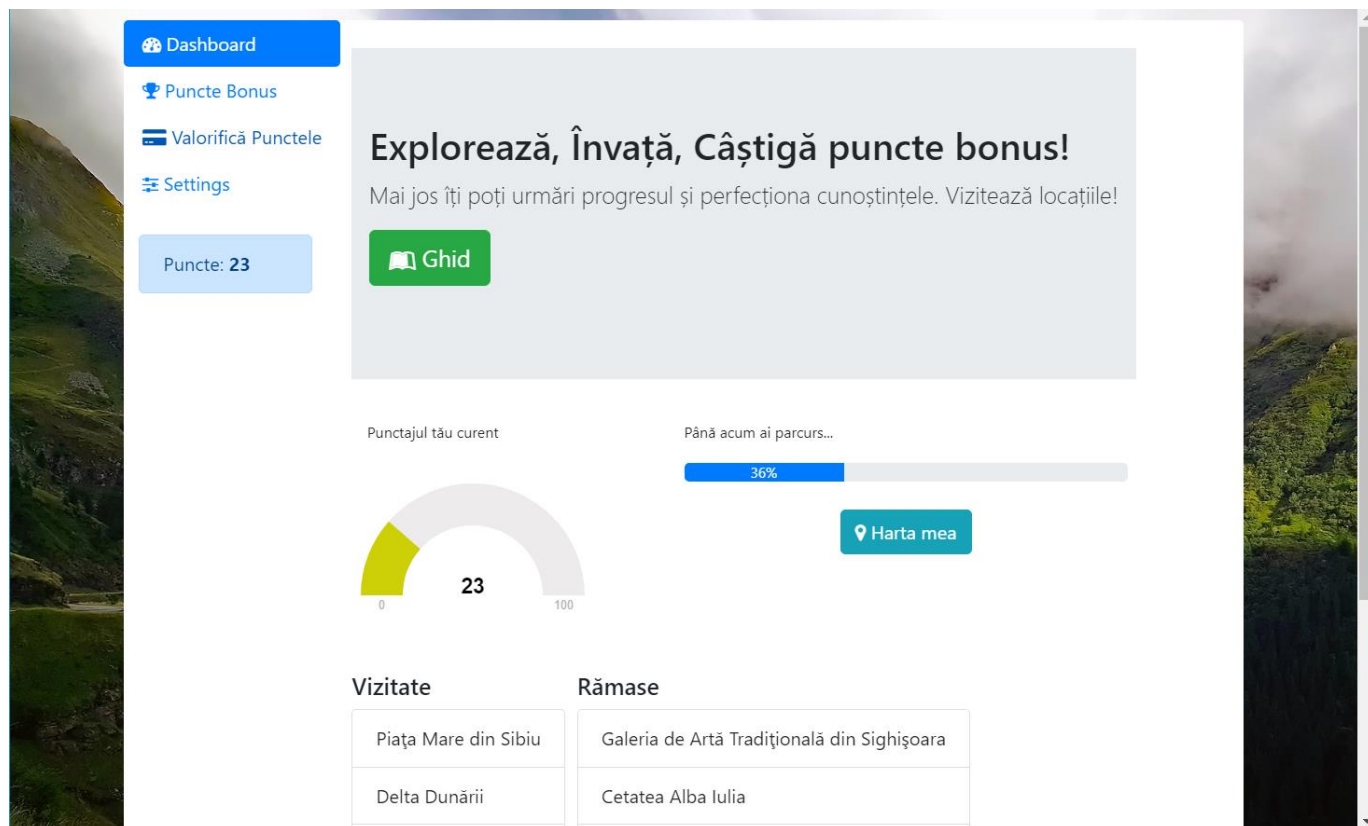 Dashboard
Puncte Bonus
Valorifică Punctele
Settings
Puncte: 23
Explorează, Învață, Câștigă puncte bonus!
Mai jos îți poți urmări progresul și perfecționa cunoștințele. Vizitează locațiile!
Ghid
Punctajul tău curent
23
0
100
Până acum ai parcurs...
36%
Harta mea
Vizitate
Piaţa Mare din Sibiu
Delta Dunării
Rămase
Galeria de Artă Tradiţională din Sighişoara
Cetatea Alba Iulia